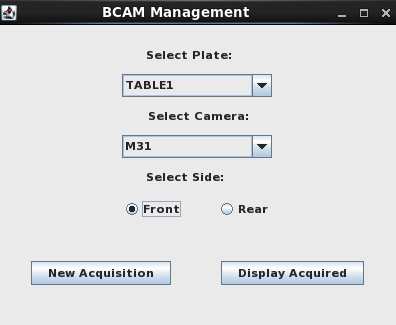 BCAM Management
Select Plate:
TABLE1
Select Camera:
M31
Select Side:
Front Rear
New Acquisition Display Acquired